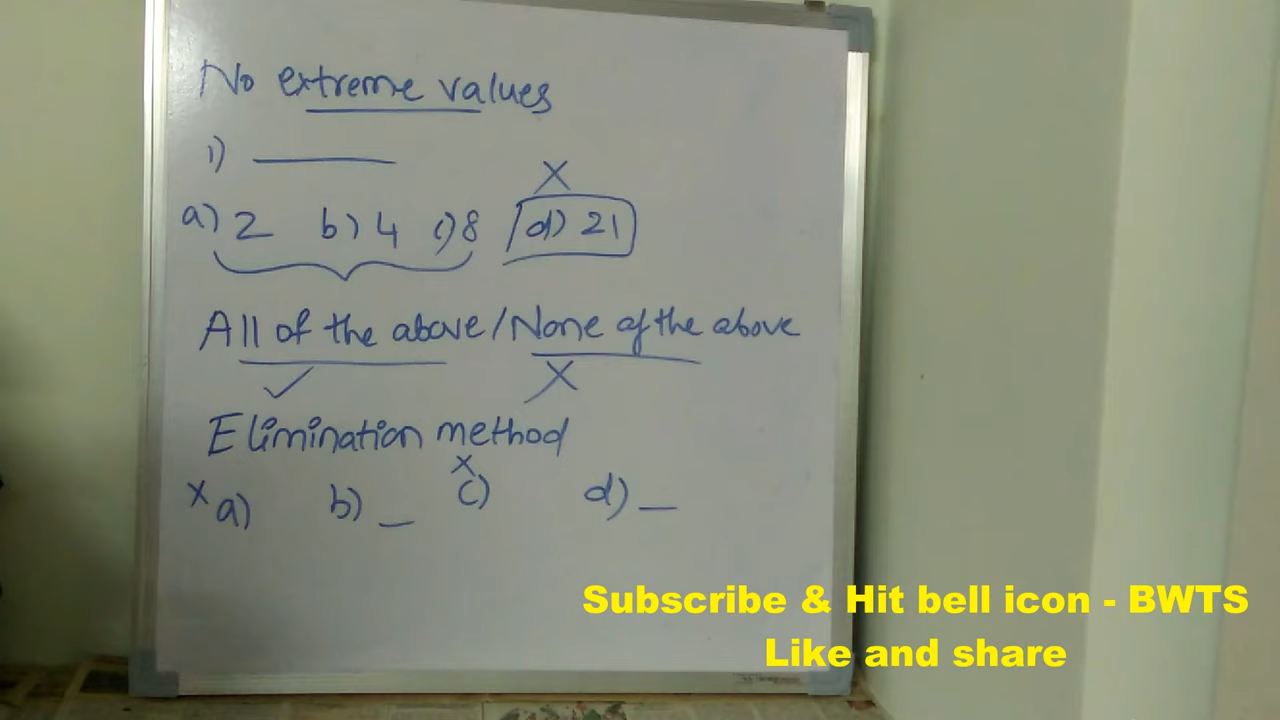 No extreme values
1)
X
a) 2 b) 4 c) 8 d) 21
All of the above / None of the above
✓ X
Elimination method
X a) b) _ X c) d) _
Subscribe & Hit bell icon - BWTS
Like and share